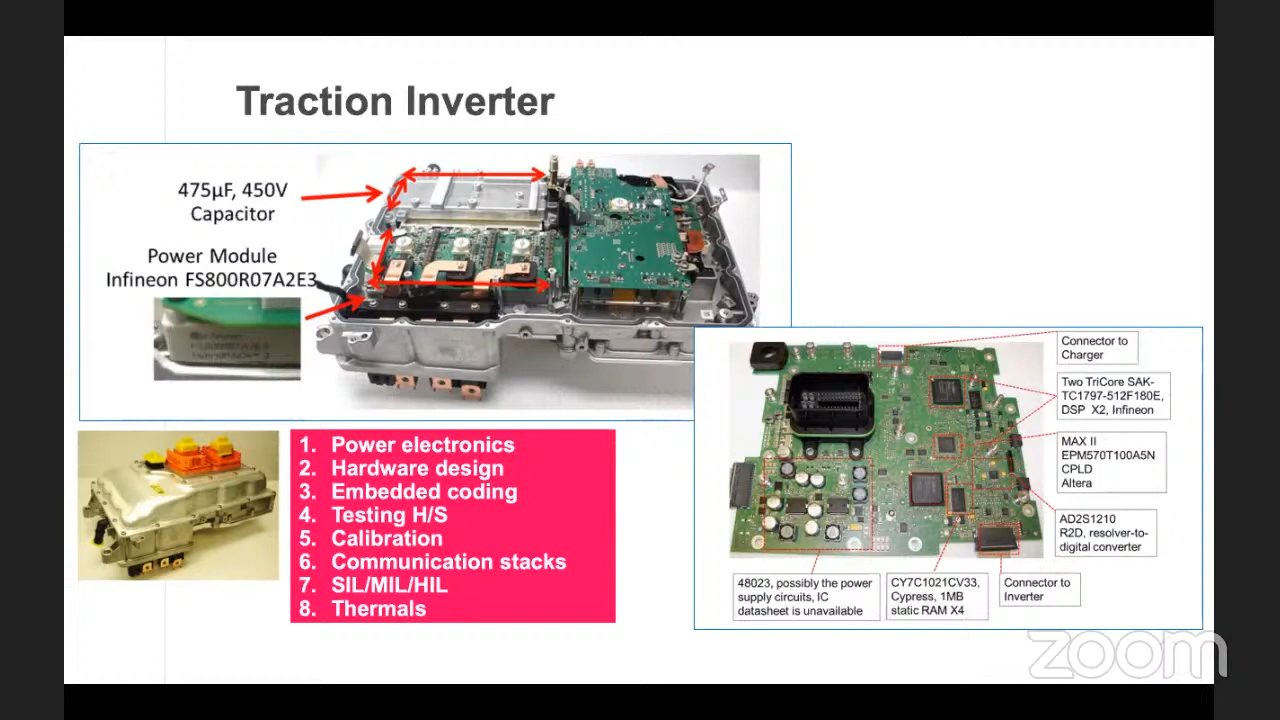 Traction Inverter
475µF, 450V
Capacitor
Power Module
Infineon FS800R07A2E3
1. Power electronics
2. Hardware design
3. Embedded coding
4. Testing H/S
5. Calibration
6. Communication stacks
7. SIL/MIL/HIL
8. Thermals
Connector to
Charger
Two TriCore SAK-
TC1797-512F180E,
DSP X2, Infineon
MAX II
EPM570T100A5N
CPLD
Altera
AD2S1210
R2D, resolver-to-
digital converter
48023, possibly the power
supply circuits, IC
datasheet is unavailable
CY7C1021CV33,
Cypress, 1MB
static RAM X4
Connector to
Inverter
zoom